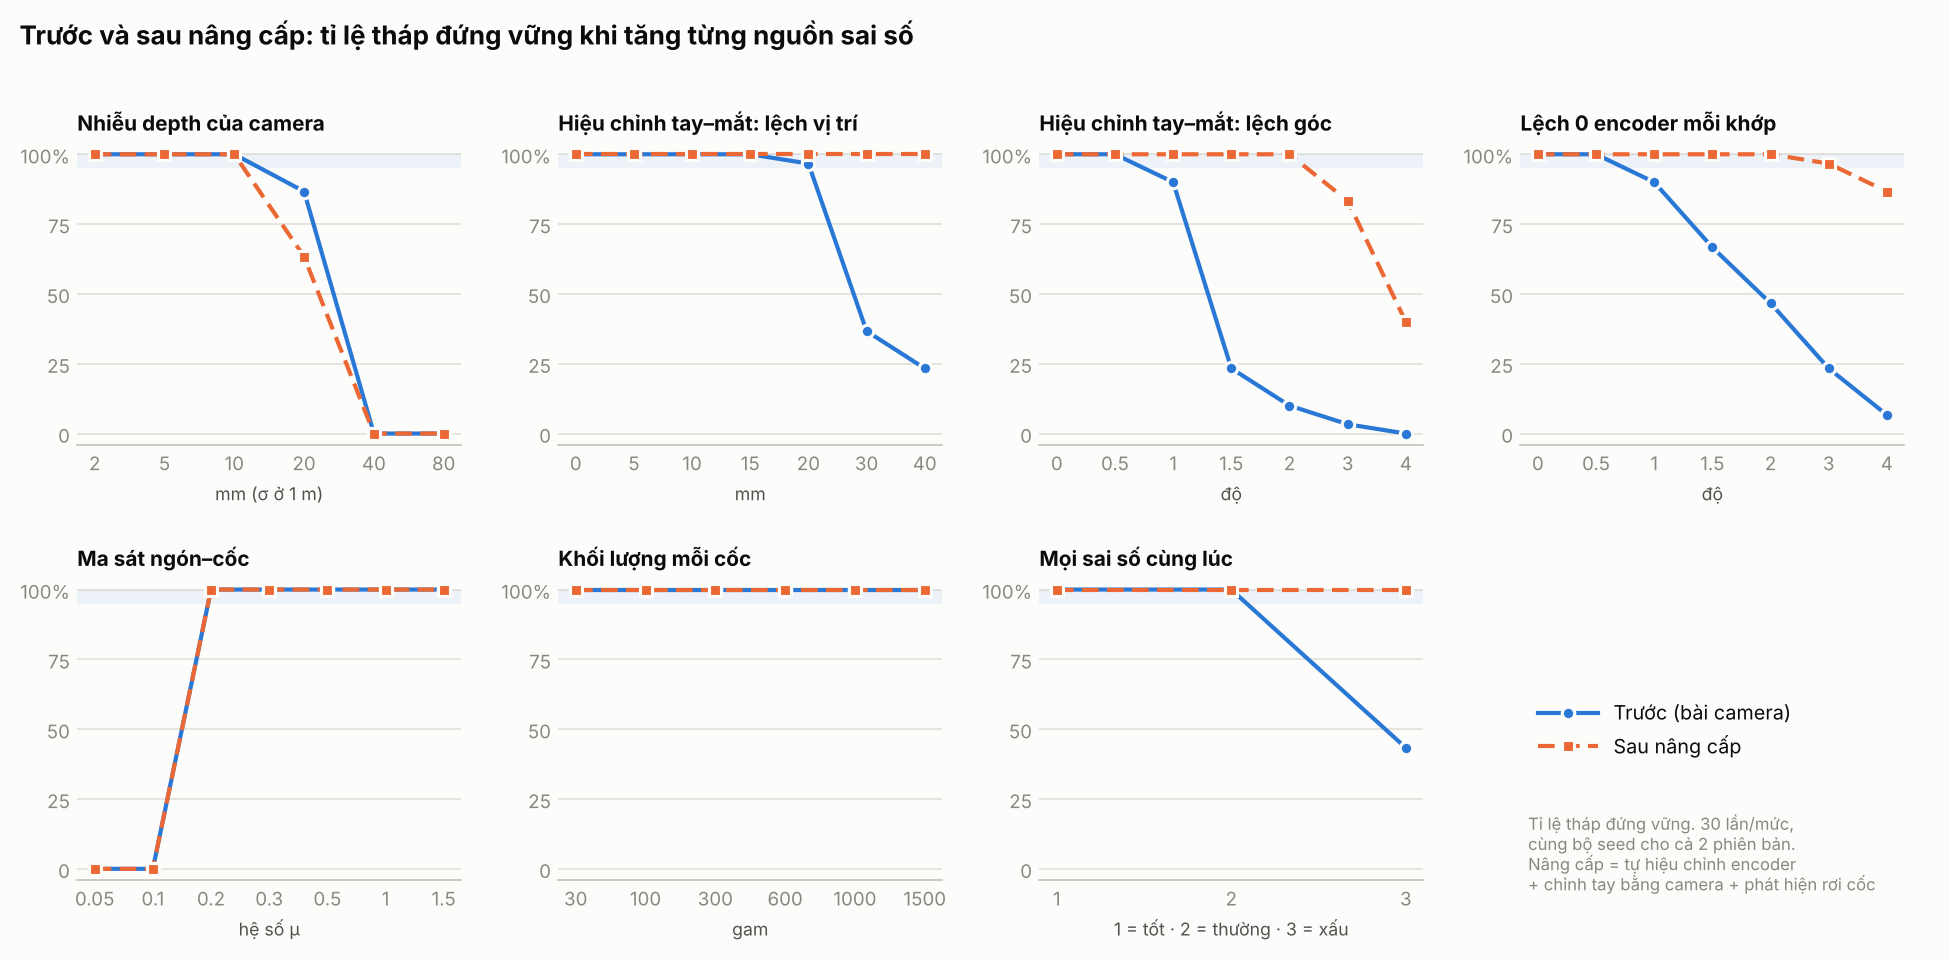 Trước và sau nâng cấp: tỉ lệ tháp đứng vững khi tăng từng nguồn sai số
Nhiễu depth của camera
100%
75
50
25
0
2 5 10 20 40 80
mm (σ ở 1 m)
Hiệu chỉnh tay–mắt: lệch vị trí
100%
75
50
25
0
0 5 10 15 20 30 40
mm
Hiệu chỉnh tay–mắt: lệch góc
100%
75
50
25
0
0 0.5 1 1.5 2 3 4
độ
Lệch 0 encoder mỗi khớp
100%
75
50
25
0
0 0.5 1 1.5 2 3 4
độ
Ma sát ngón–cốc
100%
75
50
25
0
0.05 0.1 0.2 0.3 0.5 1 1.5
hệ số μ
Khối lượng mỗi cốc
100%
75
50
25
0
30 100 300 600 1000 1500
gam
Mọi sai số cùng lúc
100%
75
50
25
0
1 2 3
1 = tốt · 2 = thường · 3 = xấu
Trước (bài camera)
Sau nâng cấp
Tỉ lệ tháp đứng vững. 30 lần/mức,
cùng bộ seed cho cả 2 phiên bản.
Nâng cấp = tự hiệu chỉnh encoder
+ chỉnh tay bằng camera + phát hiện rơi cốc